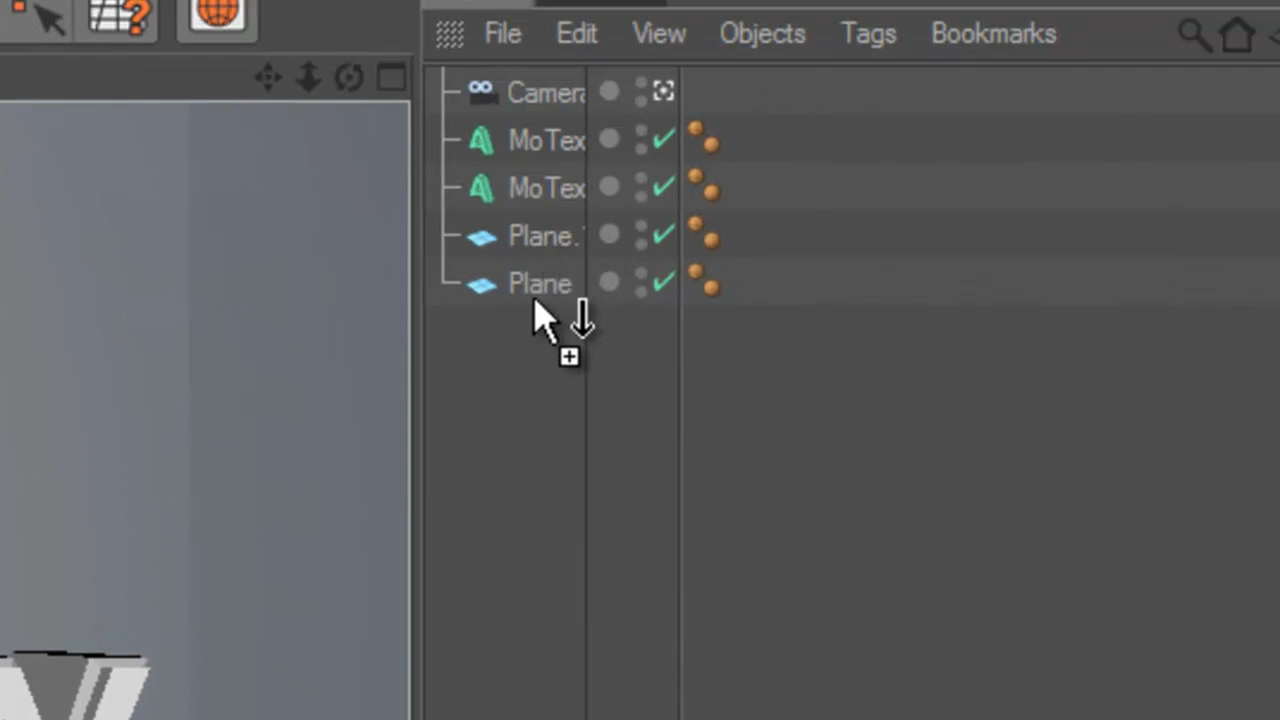 File Edit View Objects Tags Bookmarks
Camera
MoTex
MoTex
Plane.
Plane